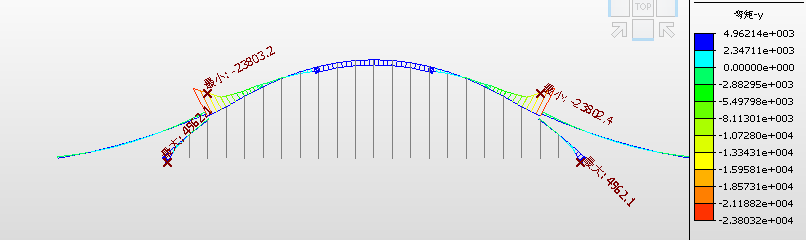 TOP
弯矩-y
4.96214e+003
2.34711e+003
0.00000e+000
-2.88295e+003
-5.49798e+003
-8.11301e+003
-1.07280e+004
-1.33431e+004
-1.59581e+004
-1.85731e+004
-2.11882e+004
-2.38032e+004
最小: -23803.2
最小: -23802.4
最大: 4962.1
最大: 4962.1